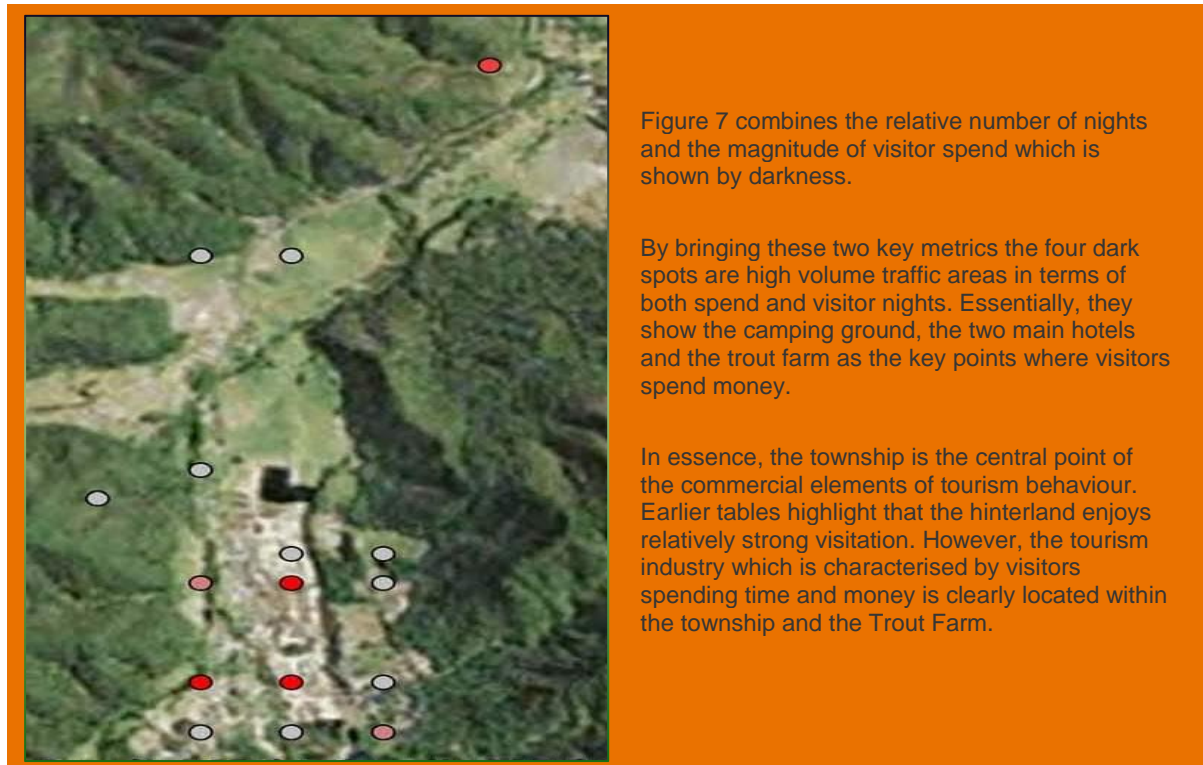 Figure 7 combines the relative number of nights
and the magnitude of visitor spend which is
shown by darkness.
By bringing these two key metrics the four dark
spots are high volume traffic areas in terms of
both spend and visitor nights. Essentially, they
show the camping ground, the two main hotels
and the trout farm as the key points where visitors
spend money.
In essence, the township is the central point of
the commercial elements of tourism behaviour.
Earlier tables highlight that the hinterland enjoys
relatively strong visitation. However, the tourism
industry which is characterised by visitors
spending time and money is clearly located within
the township and the Trout Farm.